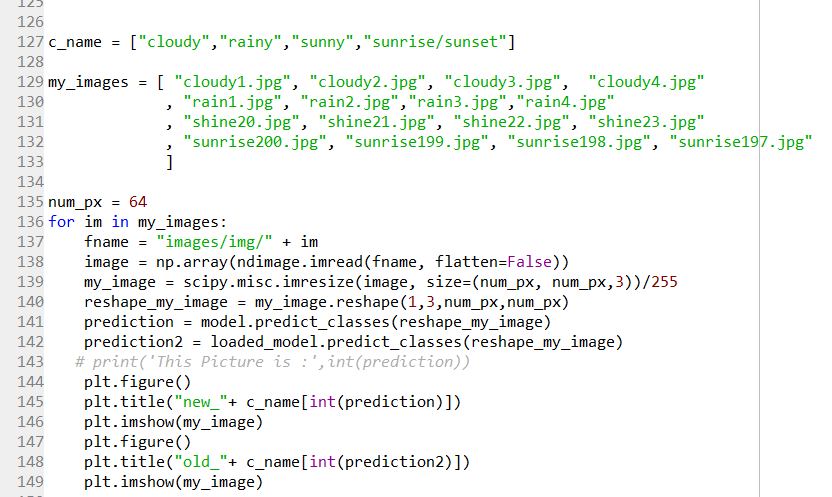 125
126
127 c_name = ["cloudy","rainy","sunny","sunrise/sunset"]
128
129 my_images = [ "cloudy1.jpg", "cloudy2.jpg", "cloudy3.jpg",  "cloudy4.jpg"
130              , "rain1.jpg", "rain2.jpg","rain3.jpg","rain4.jpg"
131              , "shine20.jpg", "shine21.jpg", "shine22.jpg", "shine23.jpg"
132              , "sunrise200.jpg", "sunrise199.jpg", "sunrise198.jpg", "sunrise197.jpg"
133              ]
134
135 num_px = 64
136 for im in my_images:
137     fname = "images/img/" + im
138     image = np.array(ndimage.imread(fname, flatten=False))
139     my_image = scipy.misc.imresize(image, size=(num_px, num_px,3))/255
140     reshape_my_image = my_image.reshape(1,3,num_px,num_px)
141     prediction = model.predict_classes(reshape_my_image)
142     prediction2 = loaded_model.predict_classes(reshape_my_image)
143    # print('This Picture is :',int(prediction))
144     plt.figure()
145     plt.title("new_"+ c_name[int(prediction)])
146     plt.imshow(my_image)
147     plt.figure()
148     plt.title("old_"+ c_name[int(prediction2)])
149     plt.imshow(my_image)